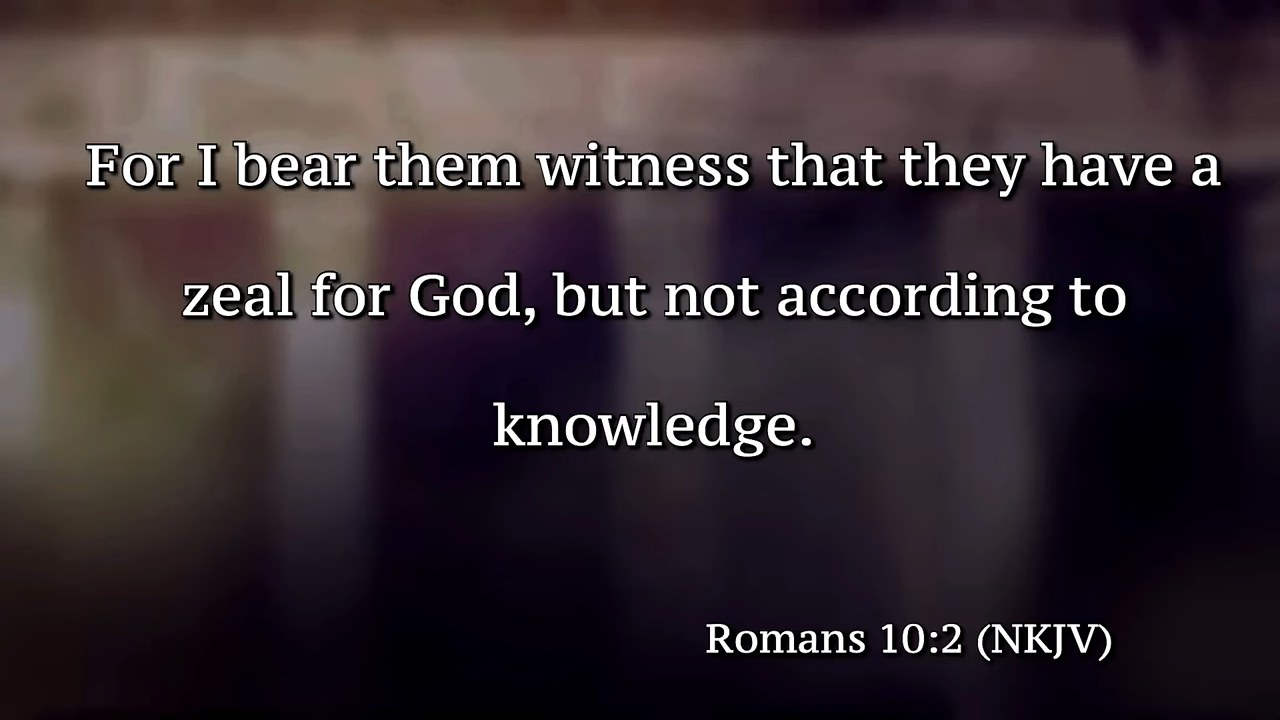 For I bear them witness that they have a
zeal for God, but not according to
knowledge.
Romans 10:2 (NKJV)